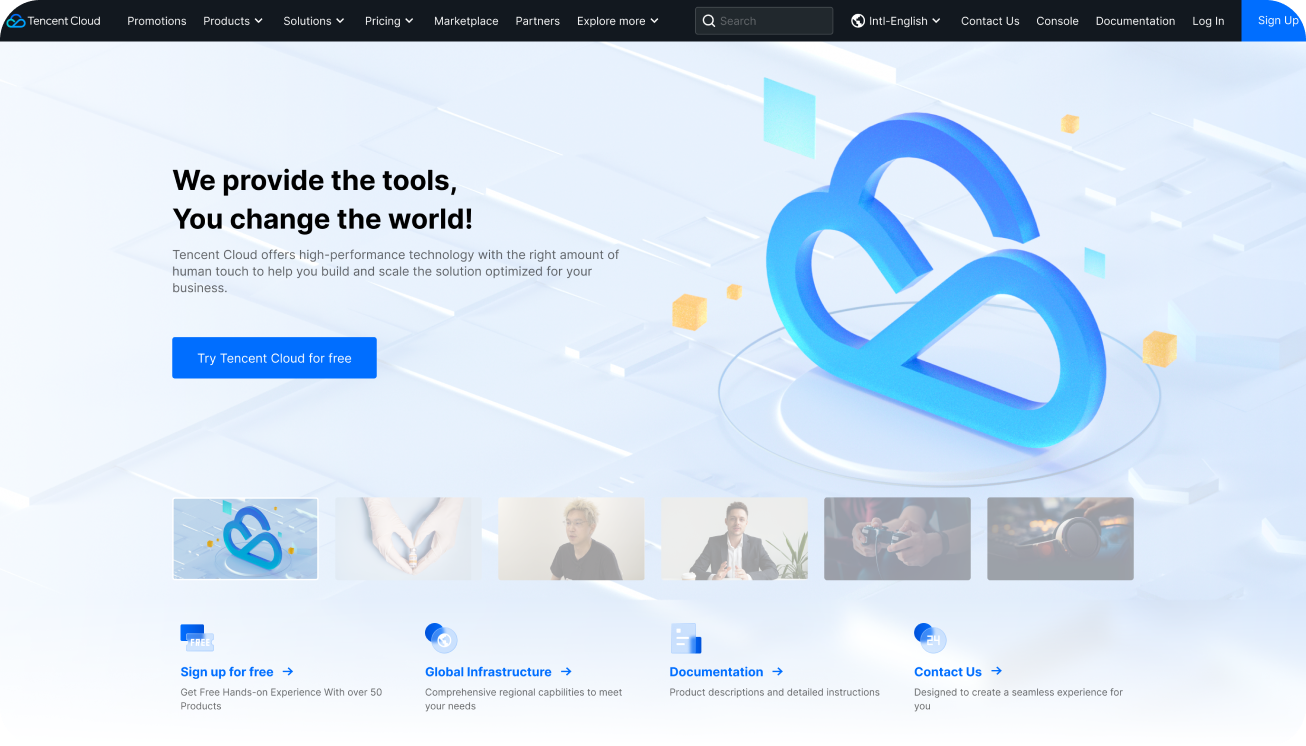 Tencent Cloud Promotions Products Solutions Pricing Marketplace Partners Explore more Search Intl-English Contact Us Console Documentation Log In Sign Up
We provide the tools,
You change the world!
Tencent Cloud offers high-performance technology with the right amount of
human touch to help you build and scale the solution optimized for your
business.
Try Tencent Cloud for free
FREE
24
Sign up for free
Global Infrastructure
Documentation
Contact Us
Get Free Hands-on Experience With over 50
Products
Comprehensive regional capbilities to meet
your needs
Product descriptions and detailed instructions
Designed to create a seamless experience for
you